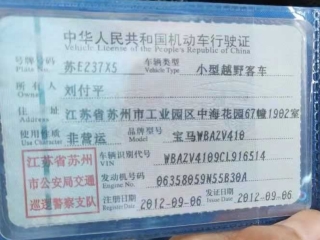 中华人民共和国机动车行驶证
Vehicle License of the People's Republic of China
号牌号码 苏E237X5 车辆类型 小型越野客车
Plate No. Vehicle Type
所有人 刘付平
Owner
住址 江苏省苏州市工业园区中海花园67幢1902室
Address
使用性质 非营运 品牌型号 宝马WBAZV410
Use Character Model
江苏省苏州
市公安局交通
巡逻警察支队
车辆识别代号 WBAZV4109CL916514
VIN
发动机号码 06358059N55B30A
Engine No.
注册日期 2012-09-06 发证日期 2012-09-06
Register Date Issue Date